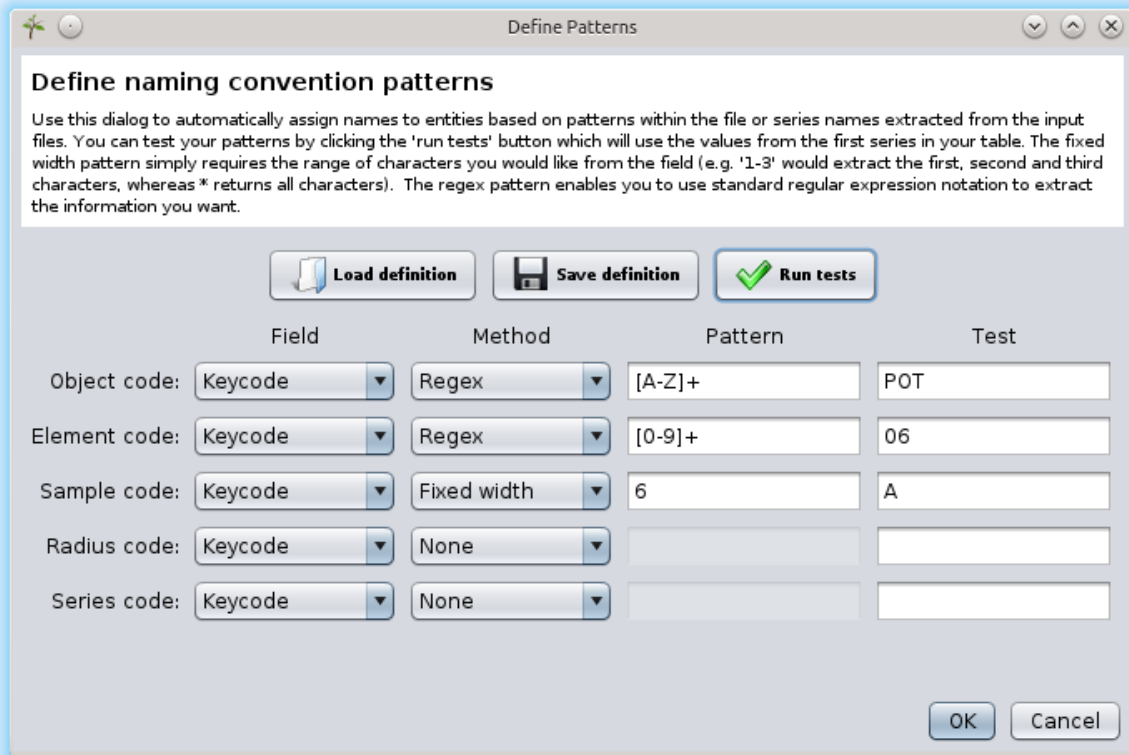 Define Patterns
Define naming convention patterns
Use this dialog to automatically assign names to entities based on patterns within the file or series names extracted from the input
files. You can test your patterns by clicking the 'run tests' button which will use the values from the first series in your table. The fixed
width pattern simply requires the range of characters you would like from the field (e.g. '1-3' would extract the first, second and third
characters, whereas * returns all characters).  The regex pattern enables you to use standard regular expression notation to extract
the information you want.
Load definition Save definition Run tests
Field Method Pattern Test
Object code: Keycode Regex [A-Z]+ POT
Element code: Keycode Regex [0-9]+ 06
Sample code: Keycode Fixed width 6 A
Radius code: Keycode None
Series code: Keycode None
OK Cancel